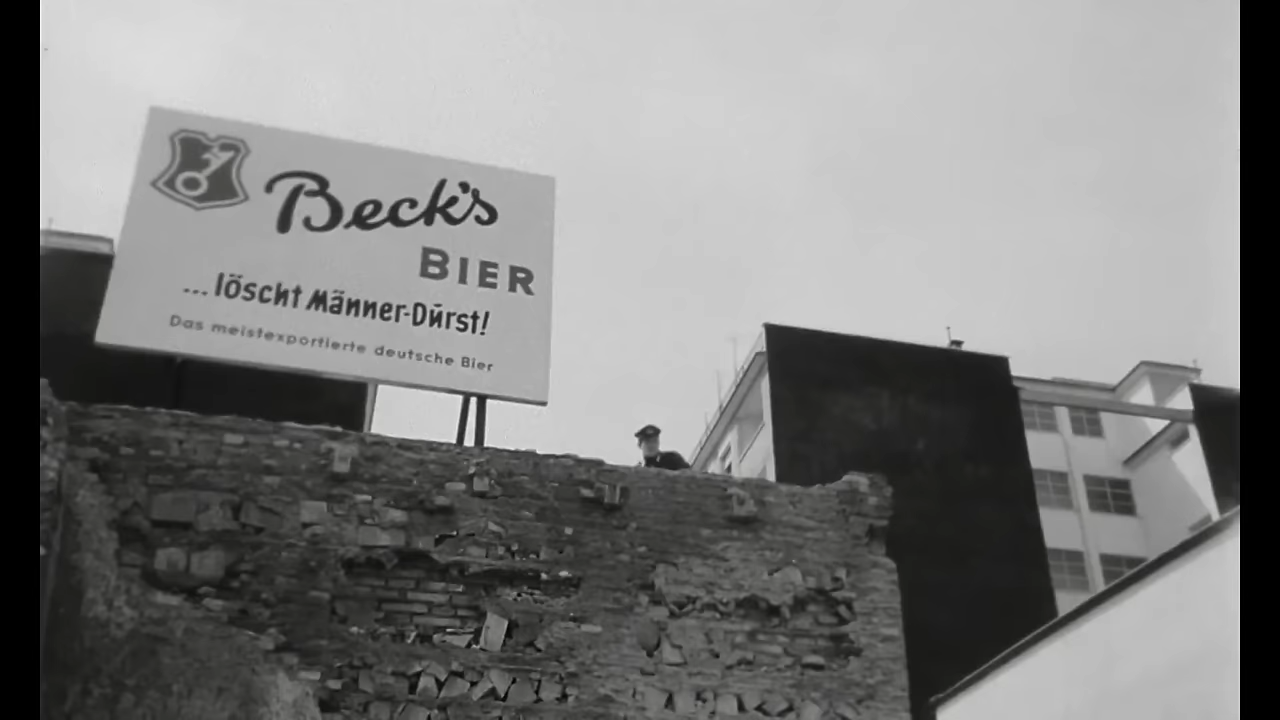 Beck's
BIER
...löscht Männer-Durst!
Das meistexportierte deutsche Bier